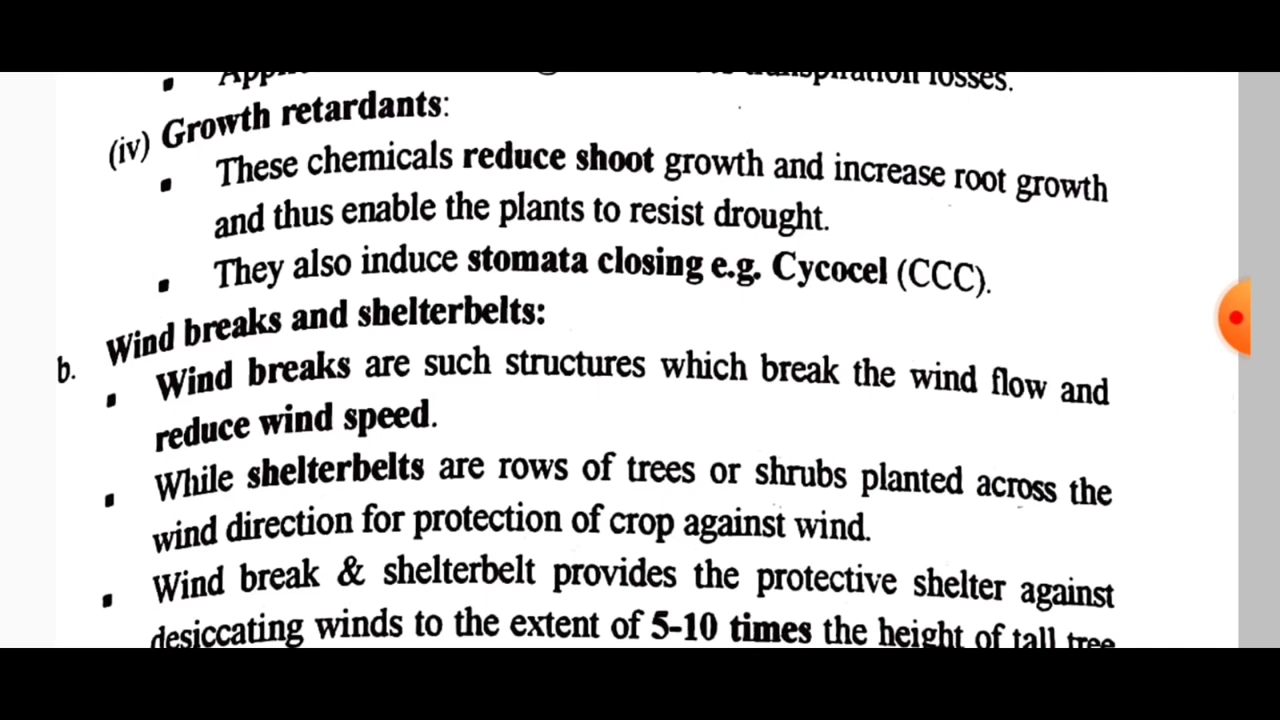 transpiration losses.
(iv) Growth retardants:
▪ These chemicals reduce shoot growth and increase root growth
and thus enable the plants to resist drought.
▪ They also induce stomata closing e.g. Cycocel (CCC).
b. Wind breaks and shelterbelts:
▪ Wind breaks are such structures which break the wind flow and
reduce wind speed.
▪ While shelterbelts are rows of trees or shrubs planted across the
wind direction for protection of crop against wind.
▪ Wind break & shelterbelt provides the protective shelter against
desiccating winds to the extent of 5-10 times the height of tall tree